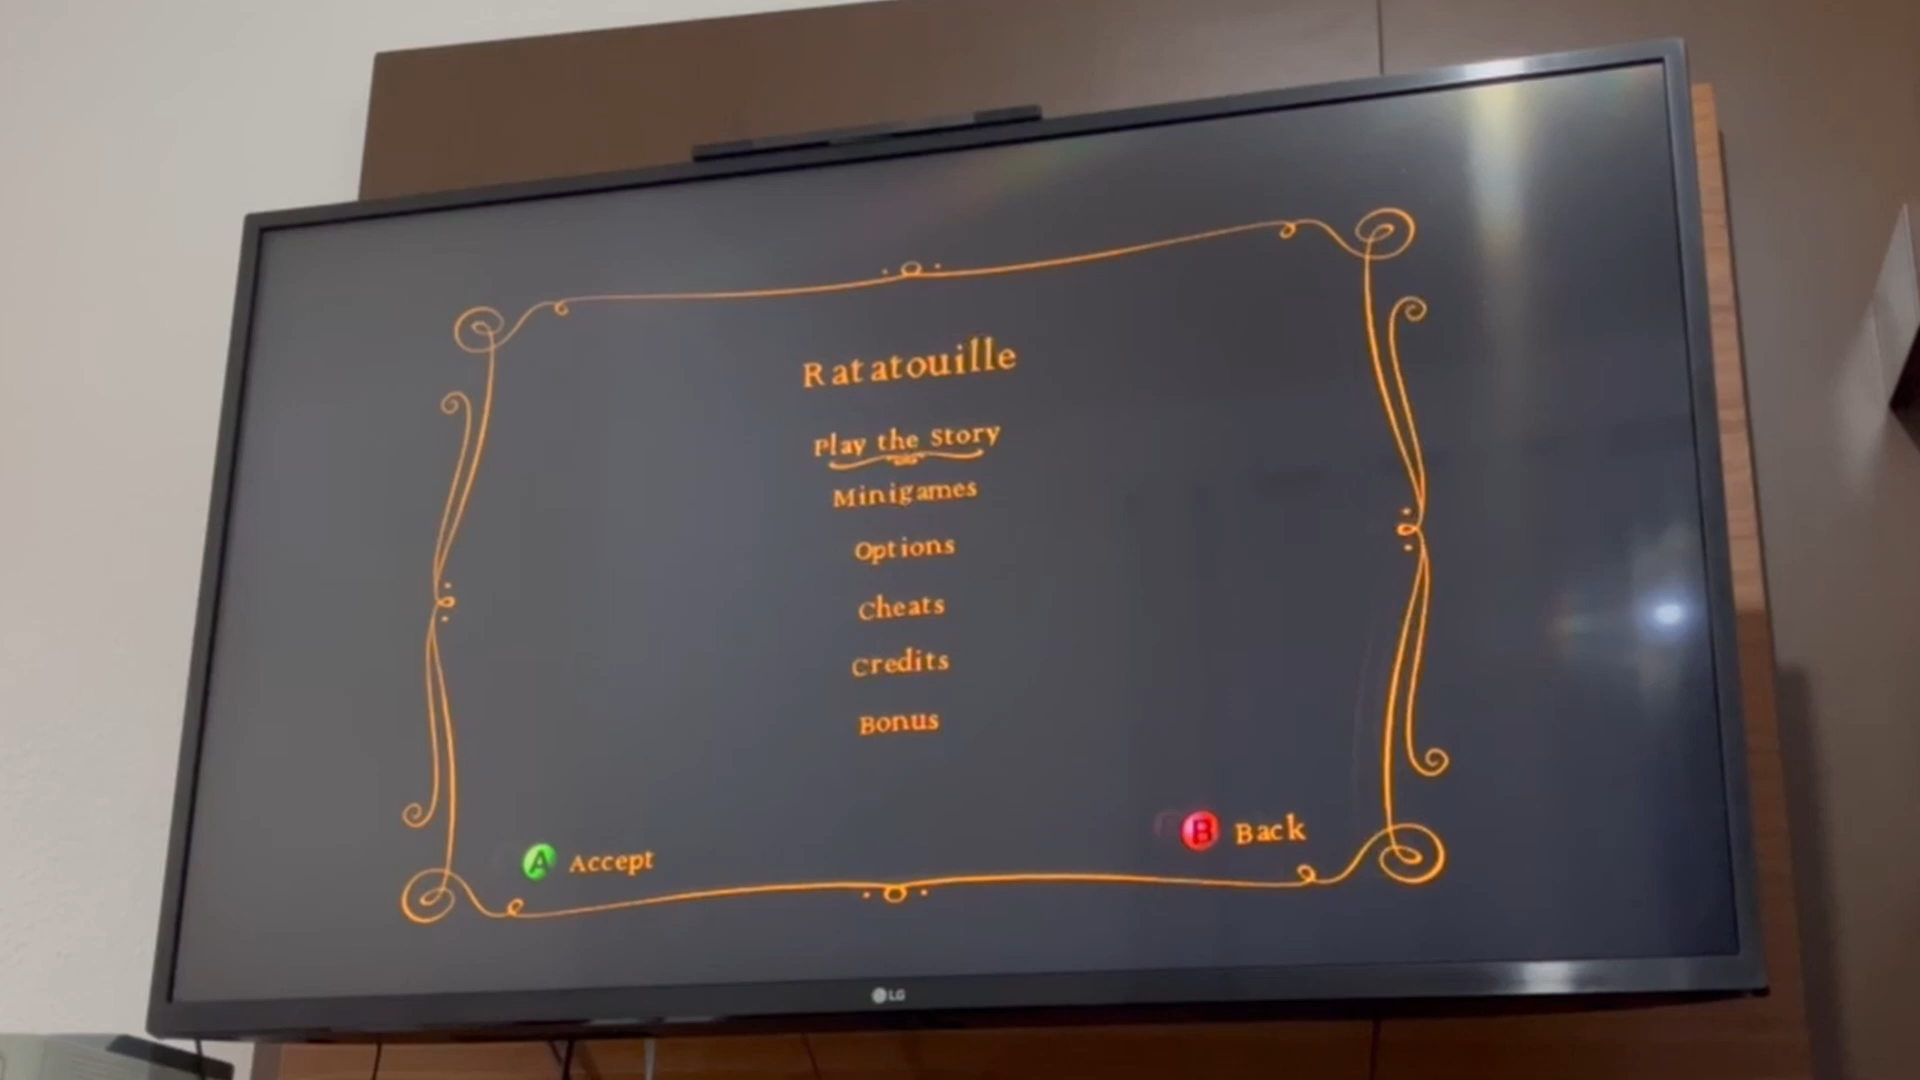 Ratatouille
Play the Story
Minigames
Options
Cheats
Credits
Bonus
A Accept
B Back
LG